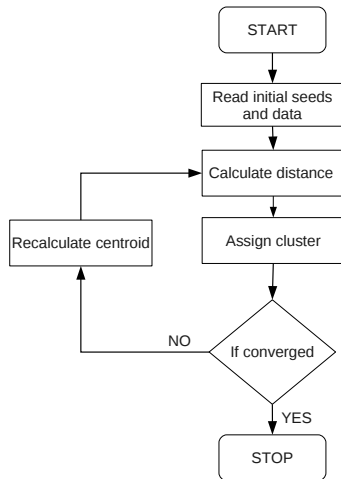 START
Read initial seeds
and data
Calculate distance
Recalculate centroid
Assign cluster
NO
If converged
YES
STOP